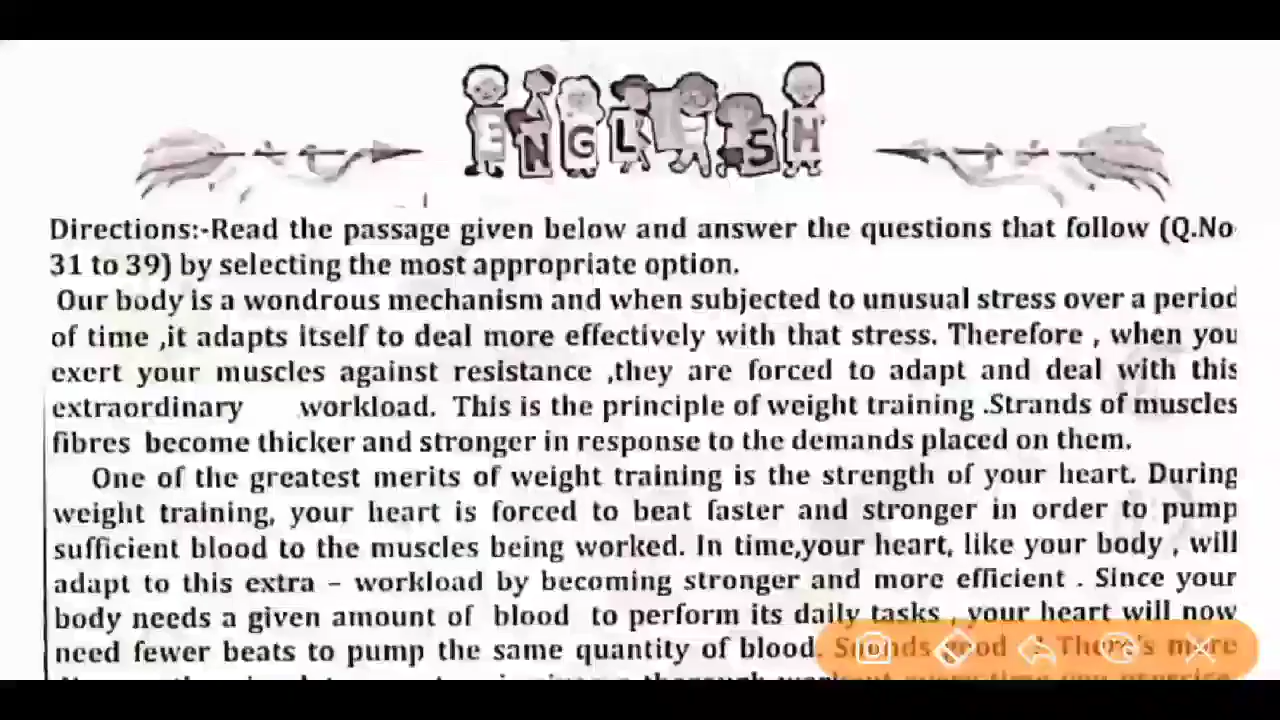 ENGLISH
Directions:-Read the passage given below and answer the questions that follow (Q.No
31 to 39) by selecting the most appropriate option.
Our body is a wondrous mechanism and when subjected to unusual stress over a period
of time ,it adapts itself to deal more effectively with that stress. Therefore , when you
exert your muscles against resistance ,they are forced to adapt and deal with this
extraordinary workload. This is the principle of weight training .Strands of muscles
fibres become thicker and stronger in response to the demands placed on them.
One of the greatest merits of weight training is the strength of your heart. During
weight training, your heart is forced to beat faster and stronger in order to pump
sufficient blood to the muscles being worked. In time,your heart, like your body , will
adapt to this extra – workload by becoming stronger and more efficient . Since your
body needs a given amount of blood to perform its daily tasks , your heart will now
need fewer beats to pump the same quantity of blood. Sounds good ? There's more